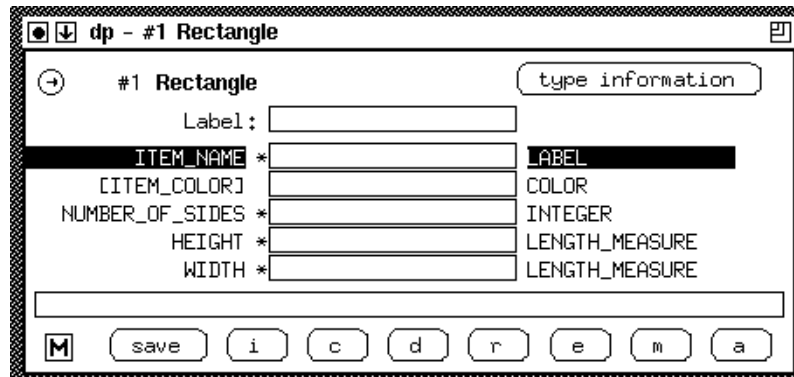 dp - #1 Rectangle
#1 Rectangle type information
Label:
ITEM_NAME * LABEL
[ITEM_COLOR] COLOR
NUMBER_OF_SIDES * INTEGER
HEIGHT * LENGTH_MEASURE
WIDTH * LENGTH_MEASURE
M save i c d r e m a